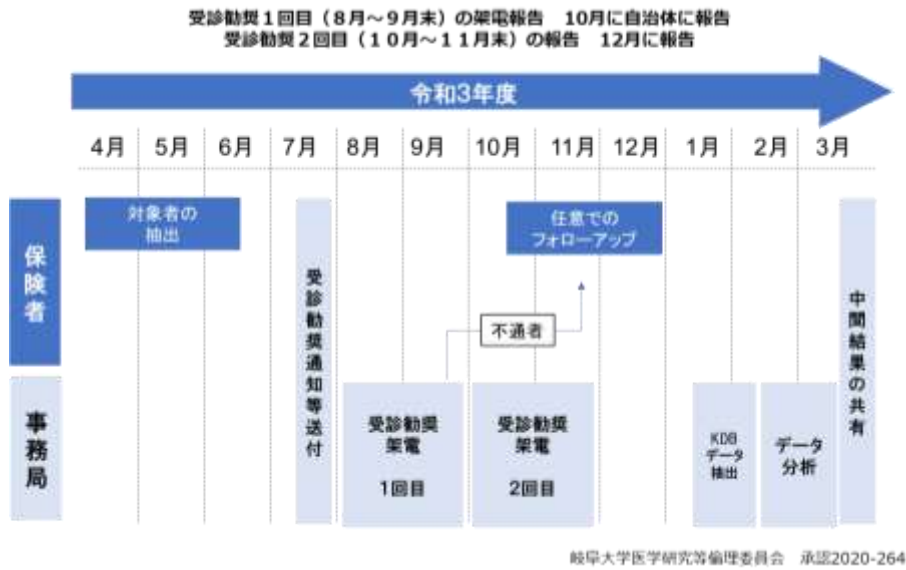 受診勧奨1回目（８月～９月末）の架電報告　10月に自治体に報告
受診勧奨２回目（１０月～１１月末）の報告　12月に報告
令和3年度
4月 5月 6月 7月 8月 9月 10月 11月 12月 1月 2月 3月
保険者
対象者の
抽出
任意での
フォローアップ
受診勧奨通知等送付
不通者
中間結果の共有
事務局
受診勧奨
架電
1回目
受診勧奨
架電
2回目
KDB
データ
抽出
データ
分析
岐阜大学医学研究等倫理委員会　承認2020-264